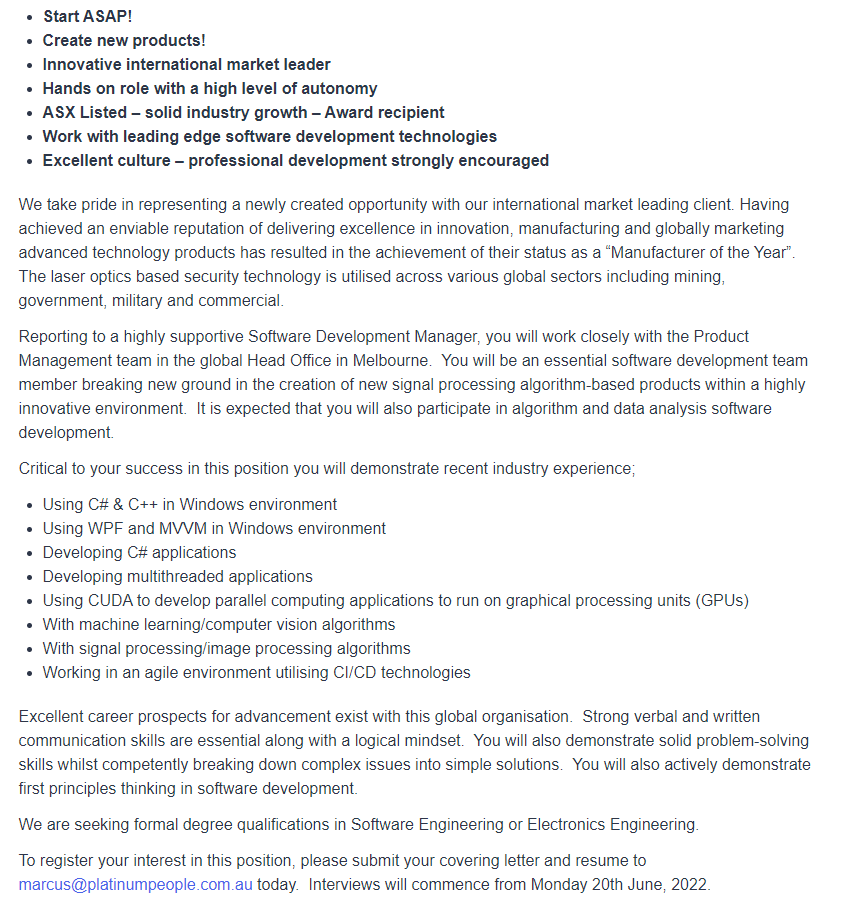 • Start ASAP!
• Create new products!
• Innovative international market leader
• Hands on role with a high level of autonomy
• ASX Listed – solid industry growth – Award recipient
• Work with leading edge software development technologies
• Excellent culture – professional development strongly encouraged
We take pride in representing a newly created opportunity with our international market leading client. Having
achieved an enviable reputation of delivering excellence in innovation, manufacturing and globally marketing
advanced technology products has resulted in the achievement of their status as a “Manufacturer of the Year”.
The laser optics based security technology is utilised across various global sectors including mining,
government, military and commercial.
Reporting to a highly supportive Software Development Manager, you will work closely with the Product
Management team in the global Head Office in Melbourne.  You will be an essential software development team
member breaking new ground in the creation of new signal processing algorithm-based products within a highly
innovative environment.  It is expected that you will also participate in algorithm and data analysis software
development.
Critical to your success in this position you will demonstrate recent industry experience;
• Using C# & C++ in Windows environment
• Using WPF and MVVM in Windows environment
• Developing C# applications
• Developing multithreaded applications
• Using CUDA to develop parallel computing applications to run on graphical processing units (GPUs)
• With machine learning/computer vision algorithms
• With signal processing/image processing algorithms
• Working in an agile environment utilising CI/CD technologies
Excellent career prospects for advancement exist with this global organisation.  Strong verbal and written
communication skills are essential along with a logical mindset.  You will also demonstrate solid problem-solving
skills whilst competently breaking down complex issues into simple solutions.  You will also actively demonstrate
first principles thinking in software development.
We are seeking formal degree qualifications in Software Engineering or Electronics Engineering.
To register your interest in this position, please submit your covering letter and resume to
marcus@platinumpeople.com.au today.  Interviews will commence from Monday 20th June, 2022.